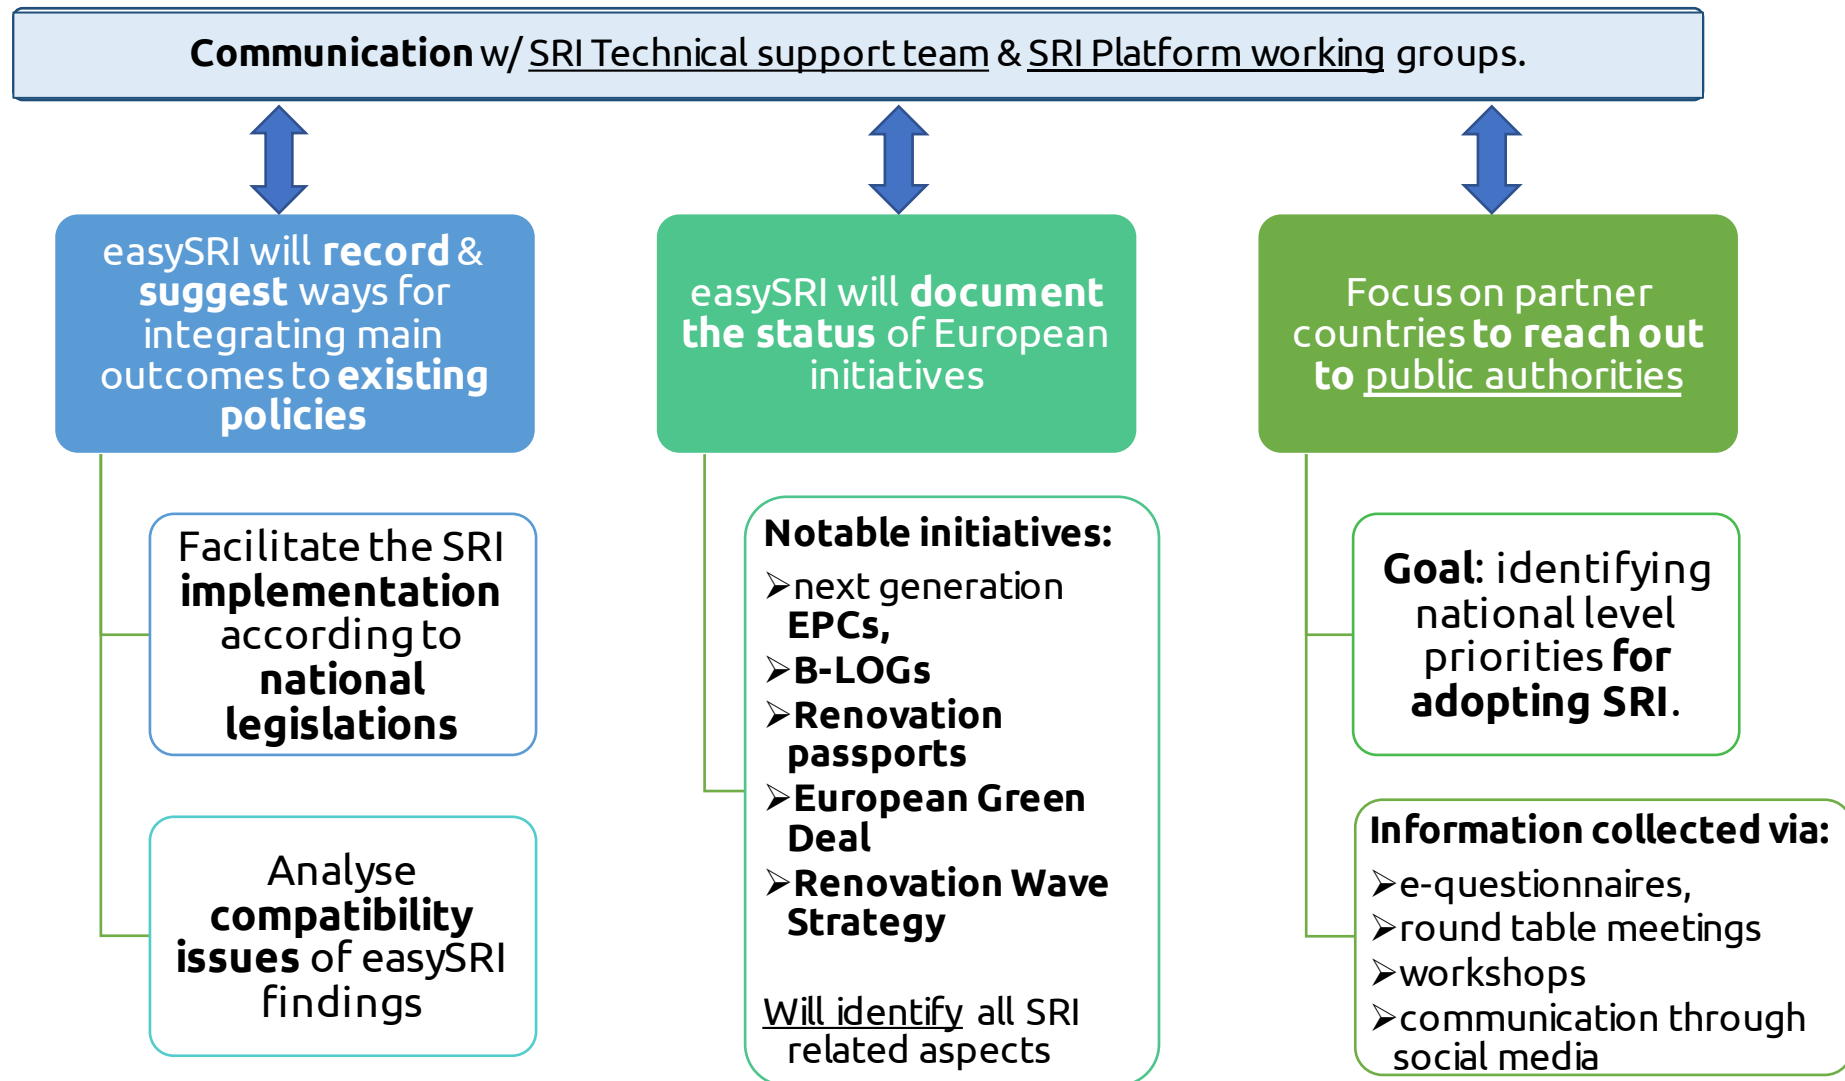 Communication w/ SRI Technical support team & SRI Platform working groups.
easySRI will record &
suggest ways for
integrating main
outcomes to existing
policies
Facilitate the SRI
implementation
according to
national
legislations
Analyse
compatibility
issues of easySRI
findings
easySRI will document
the status of European
initiatives
Notable initiatives:
➢next generation
EPCs,
➢B-LOGs
➢Renovation
passports
➢European Green
Deal
➢Renovation Wave
Strategy
Will identify all SRI
related aspects
Focus on partner
countries to reach out
to public authorities
Goal: identifying
national level
priorities for
adopting SRI.
Information collected via:
➢e-questionnaires,
➢round table meetings
➢workshops
➢communication through
social media